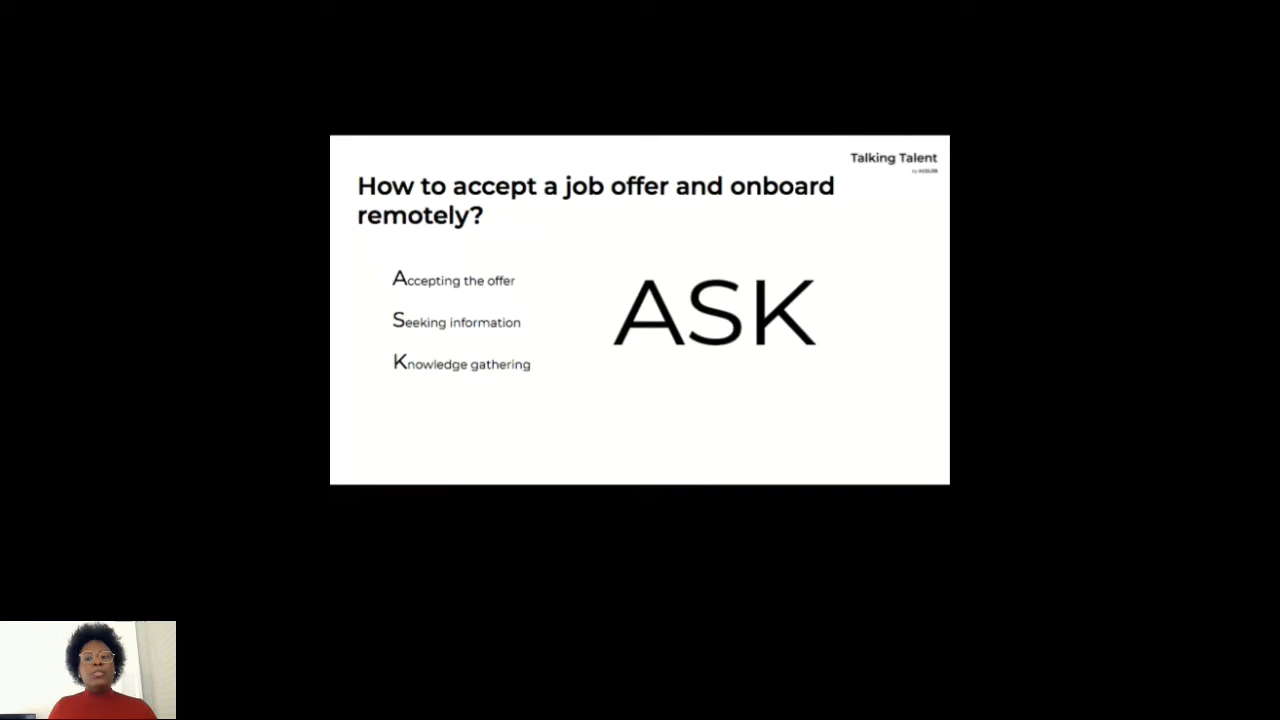 Talking Talent
How to accept a job offer and onboard
remotely?
Accepting the offer
Seeking information
Knowledge gathering
ASK